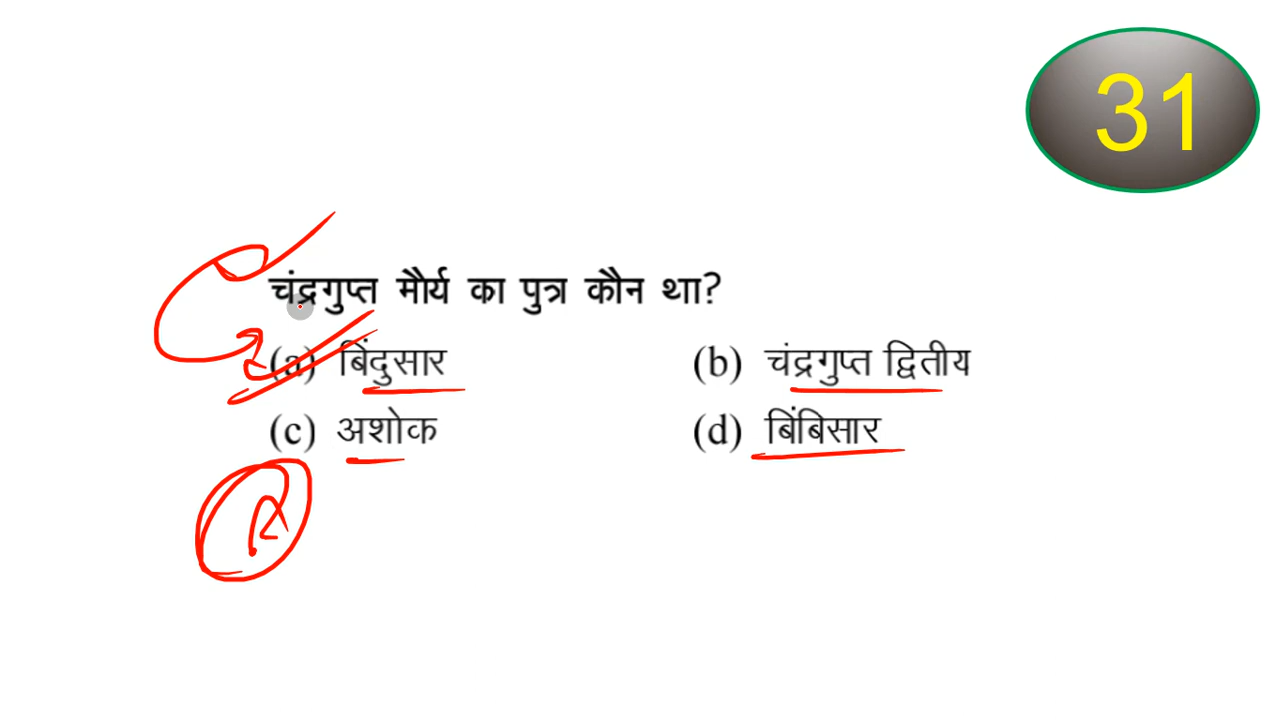 31
चंद्रगुप्त मौर्य का पुत्र कौन था?
(a) बिंदुसार (b) चंद्रगुप्त द्वितीय
(c) अशोक (d) बिंबिसार